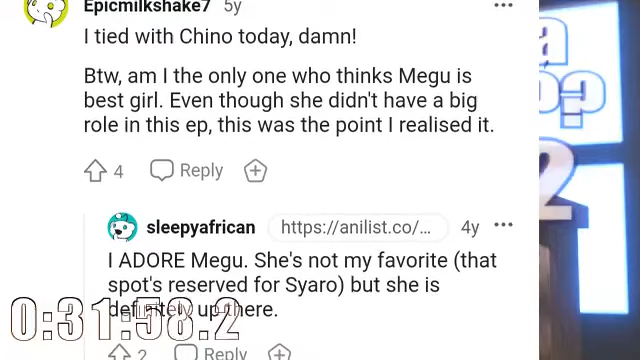 Epicmilkshake7 5y
I tied with Chino today, damn!
Btw, am I the only one who thinks Megu is
best girl. Even though she didn't have a big
role in this ep, this was the point I realised it.
4 Reply
sleepyafrican https://anilist.co/... 4y
I ADORE Megu. She's not my favorite (that
spot's reserved for Syaro) but she is
definitely up there.
0:31:58.2
2 Reply